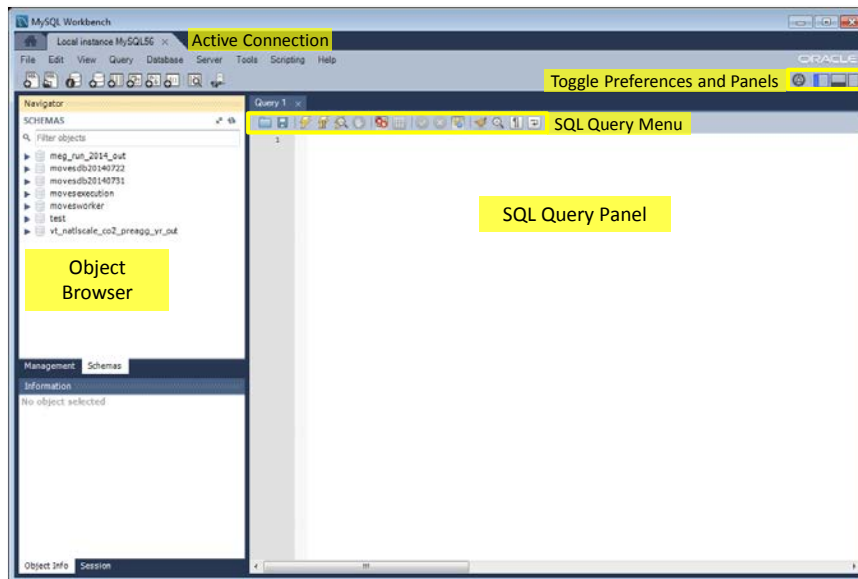 MySQL Workbench
Local instance MySQL56 ×
Active Connection
File Edit View Query Database Server Tools Scripting Help
ORACLE
Toggle Preferences and Panels
Navigator
Query 1 ×
SCHEMAS
SQL Query Menu
Filter objects
1
meg_run_2014_out
movesdb20140722
movesdb20140731
movesexecution
movesworker
test
vt_natlscale_co2_preagg_yr_out
SQL Query Panel
Object
Browser
Management Schemas
Information
No object selected
Object Info Session